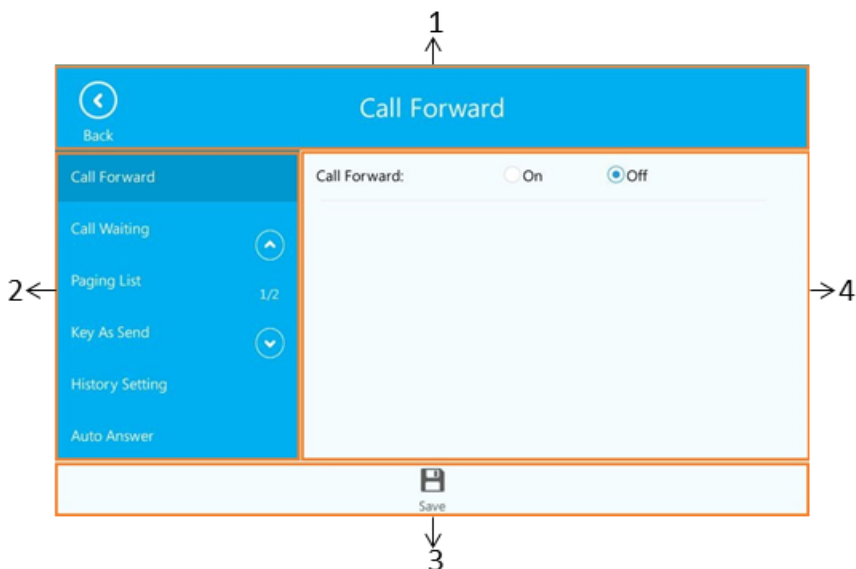 1
Back
Call Forward
Call Forward
Call Forward: On Off
Call Waiting
Paging List
1/2
2
4
Key As Send
History Setting
Auto Answer
Save
3